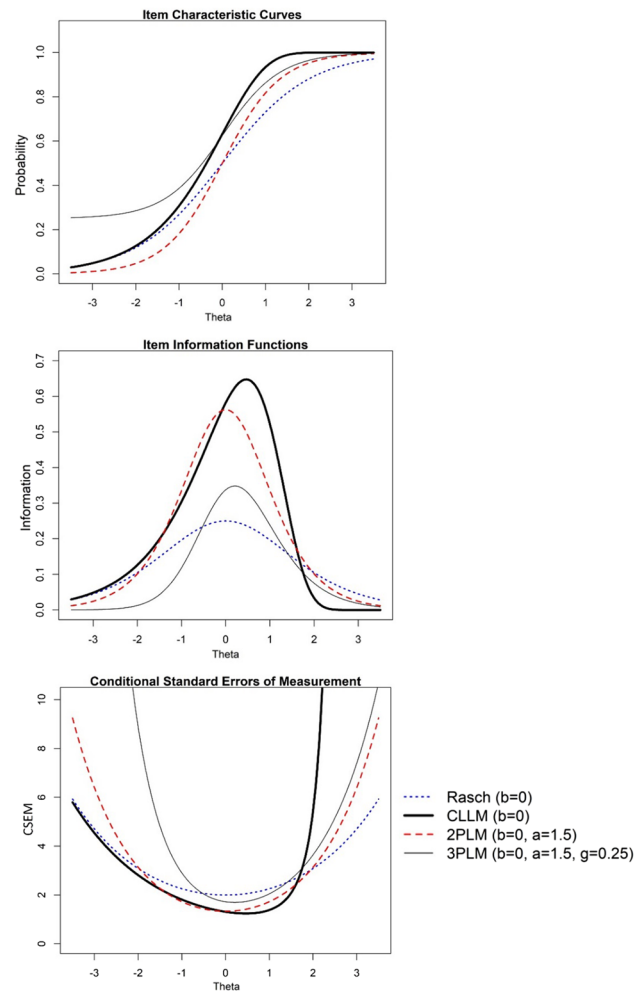 Item Characteristic Curves
Probability
1.0
0.8
0.6
0.4
0.2
0.0
-3 -2 -1 0 1 2 3
Theta
Item Information Functions
Information
0.7
0.6
0.5
0.4
0.3
0.2
0.1
0.0
-3 -2 -1 0 1 2 3
Theta
Conditional Standard Errors of Measurement
CSEM
10
8
6
4
2
0
-3 -2 -1 0 1 2 3
Theta
Rasch (b=0)
CLLM (b=0)
2PLM (b=0, a=1.5)
3PLM (b=0, a=1.5, g=0.25)